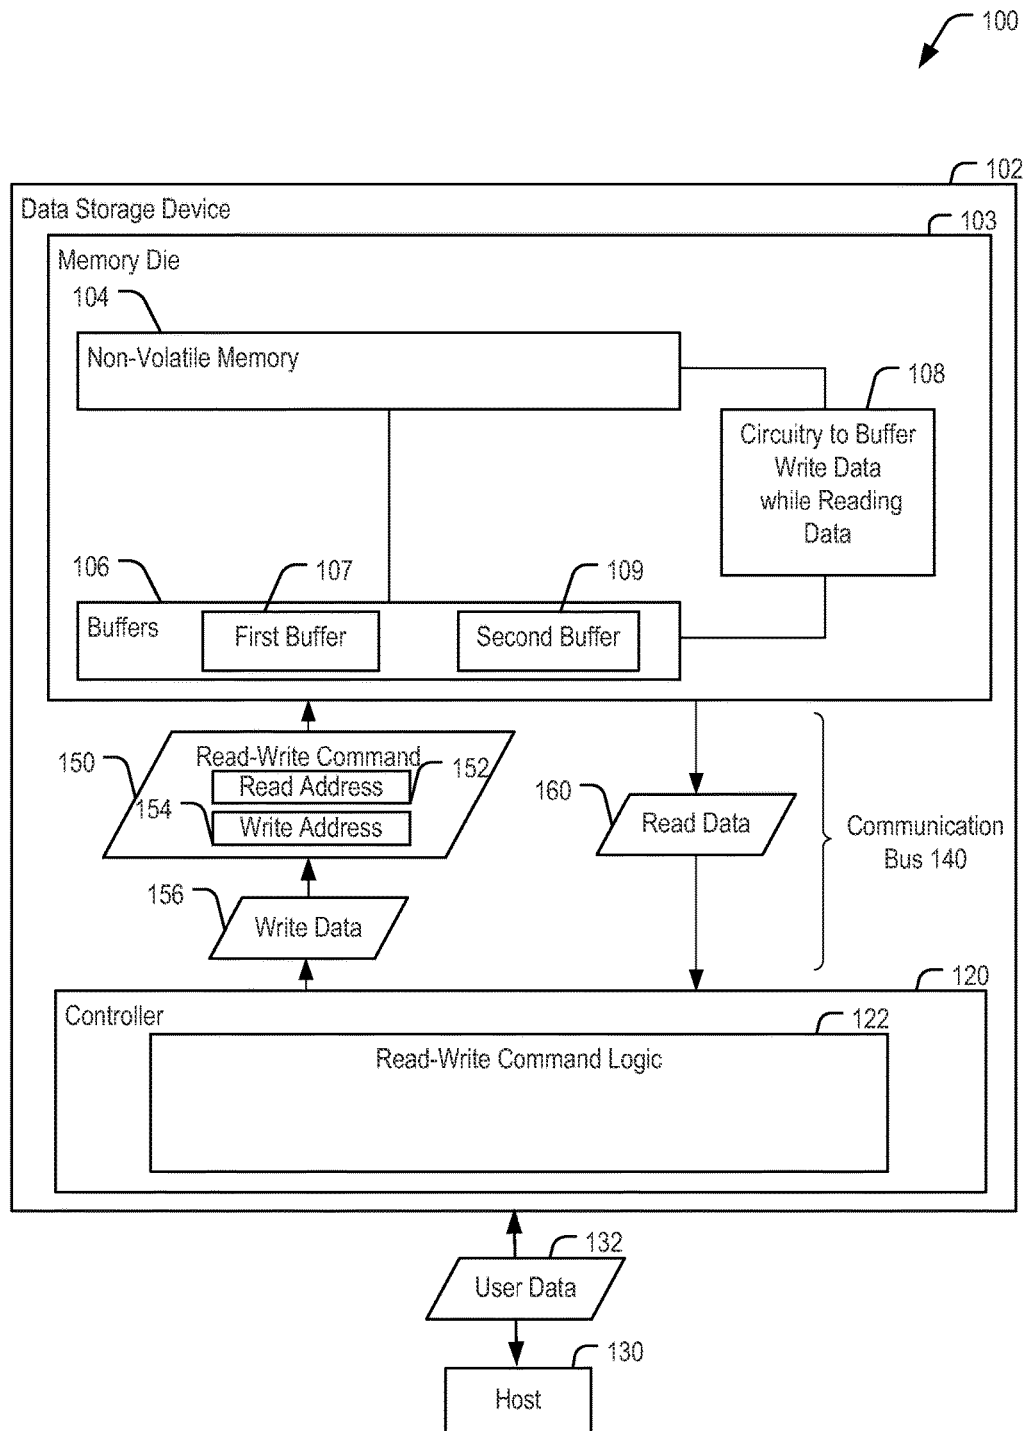 100
102
Data Storage Device
103
Memory Die
104
Non-Volatile Memory
108
Circuitry to Buffer
Write Data
while Reading
Data
106
107
109
Buffers
First Buffer
Second Buffer
150
Read-Write Command
152
Read Address
154
Write Address
160
Read Data
Communication
Bus 140
156
Write Data
120
Controller
122
Read-Write Command Logic
132
User Data
130
Host